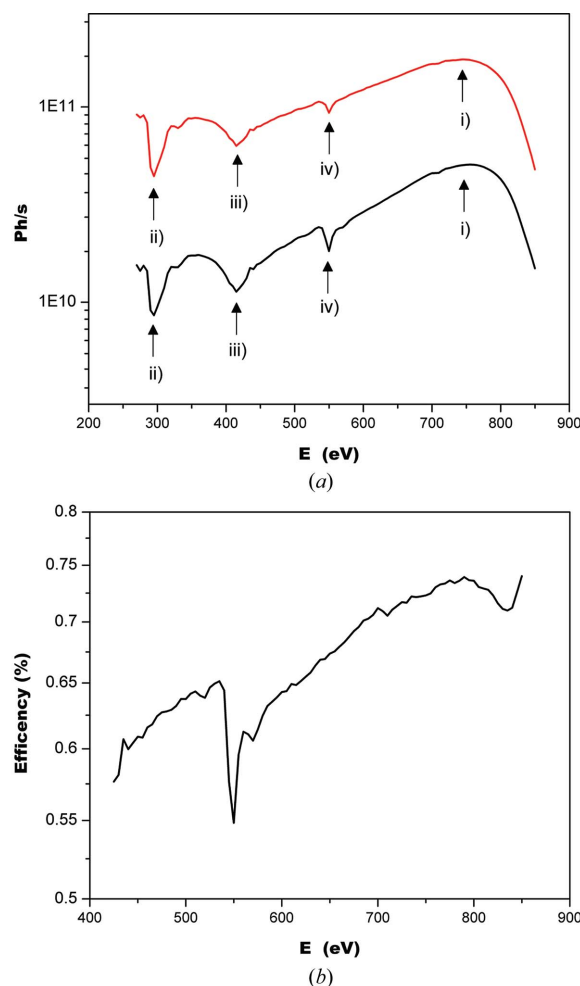 1E11
1E10
Ph/s
i)
ii)
iii)
iv)
i)
ii)
iii)
iv)
200 300 400 500 600 700 800 900
E (eV)
(a)
0.8
0.75
0.7
0.65
0.6
0.55
0.5
Efficency (%)
400 500 600 700 800 900
E (eV)
(b)